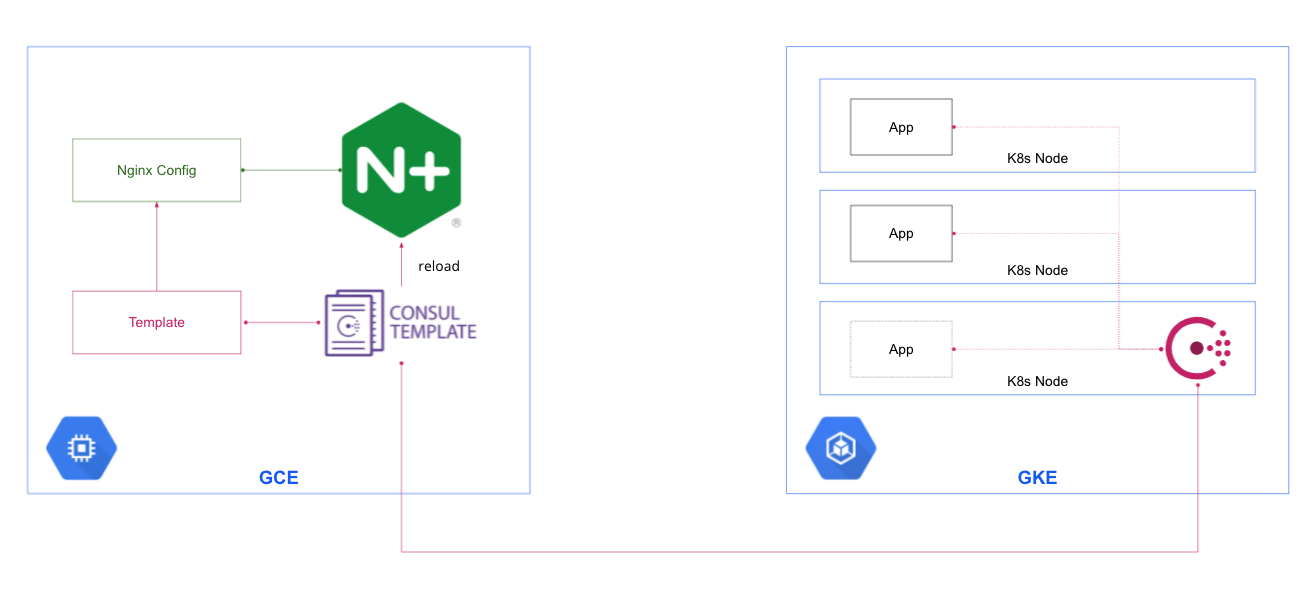 Nginx Config
N+
®
reload
Template
CONSUL
TEMPLATE
GCE
App
K8s Node
App
K8s Node
App
K8s Node
GKE